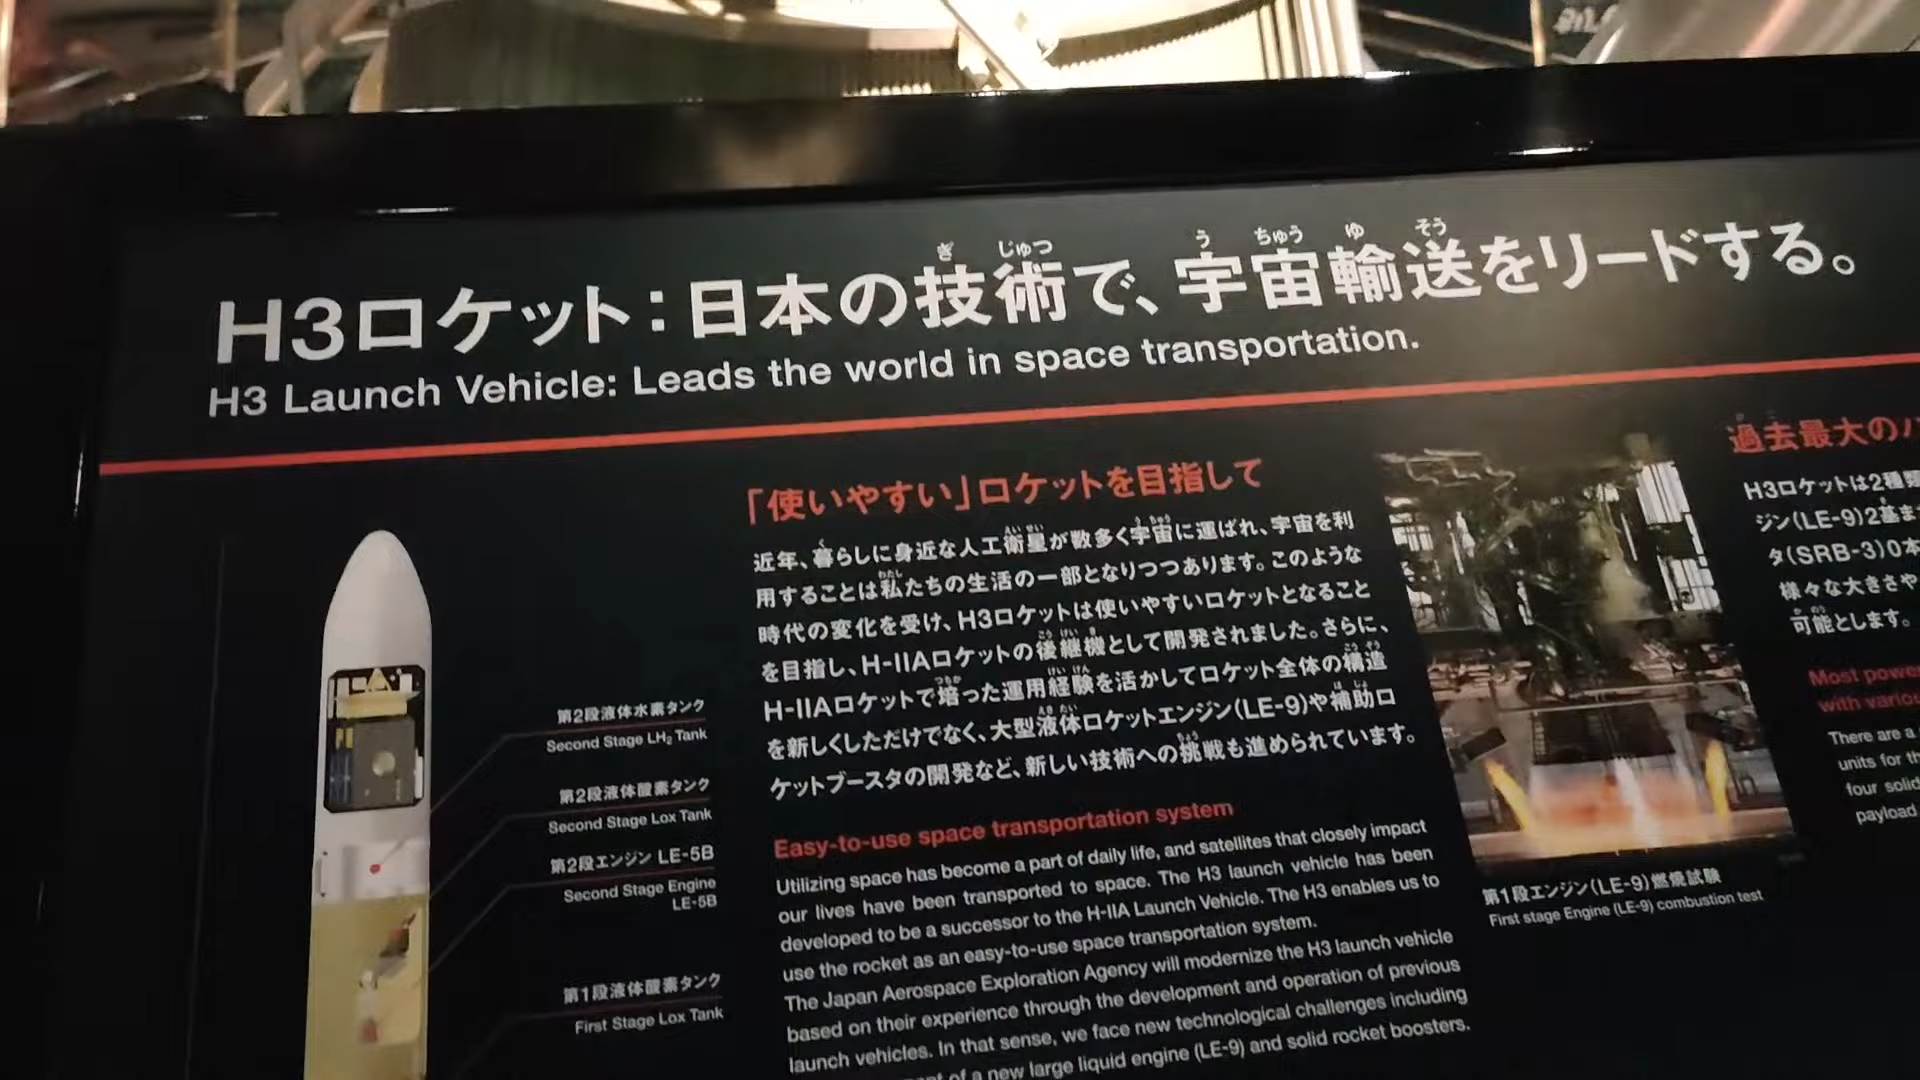 H3ロケット：日本の技術で、宇宙輸送をリードする。
H3 Launch Vehicle: Leads the world in space transportation.
「使いやすい」ロケットを目指して
近年、暮らしに身近な人工衛星が数多く宇宙に運ばれ、宇宙を利
用することは私たちの生活の一部となりつつあります。このような
時代の変化を受け、H3ロケットは使いやすいロケットとなること
を目指し、H-IIAロケットの後継機として開発されました。さらに、
H-IIAロケットで培った運用経験を活かしてロケット全体の構造
を新しくしただけでなく、大型液体ロケットエンジン(LE-9)や補助ロ
ケットブースタの開発など、新しい技術への挑戦も進められています。
Easy-to-use space transportation system
Utilizing space has become a part of daily life, and satellites that closely impact
our lives have been transported to space. The H3 launch vehicle has been
developed to be a successor to the H-IIA Launch Vehicle. The H3 enables us to
use the rocket as an easy-to-use space transportation system.
The Japan Aerospace Exploration Agency will modernize the H3 launch vehicle
based on their experience through the development and operation of previous
launch vehicles. In that sense, we face new technological challenges including
of a new large liquid engine (LE-9) and solid rocket boosters.
第2段液体水素タンク
Second Stage LH₂ Tank
第2段液体酸素タンク
Second Stage Lox Tank
第2段エンジン LE-5B
Second Stage Engine
LE-5B
第1段液体酸素タンク
First Stage Lox Tank
第1段エンジン(LE-9)燃焼試験
First stage Engine (LE-9) combustion test
過去最大の
H3ロケットは2種類
ジン(LE-9)2基ま
タ(SRB-3)0本
様々な大きさや
可能とします。
Most power
with variou
There are a
units for th
four solid
payload